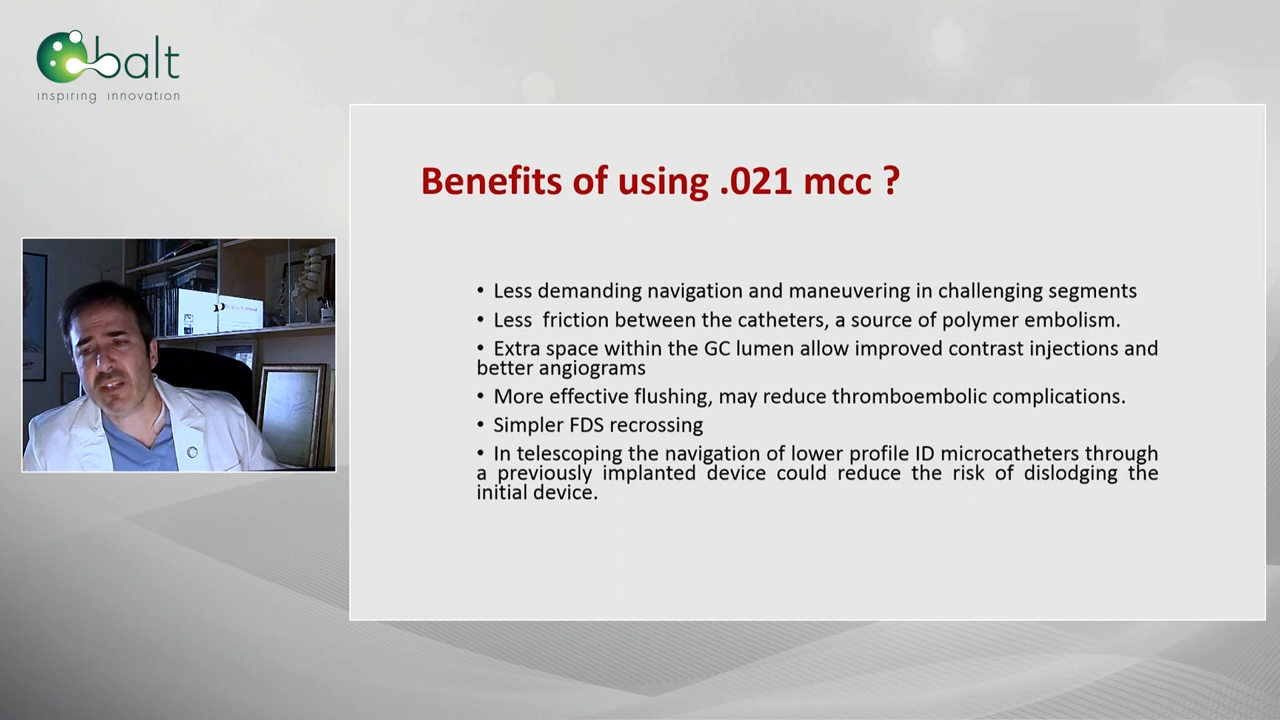 balt
inspiring innovation
Benefits of using .021 mcc ?
• Less demanding navigation and maneuvering in challenging segments
• Less  friction between the catheters, a source of polymer embolism.
• Extra space within the GC lumen allow improved contrast injections and
better angiograms
• More effective flushing, may reduce thromboembolic complications.
• Simpler FDS recrossing
• In telescoping the navigation of lower profile ID microcatheters through
a previously implanted device could reduce the risk of dislodging the
initial device.